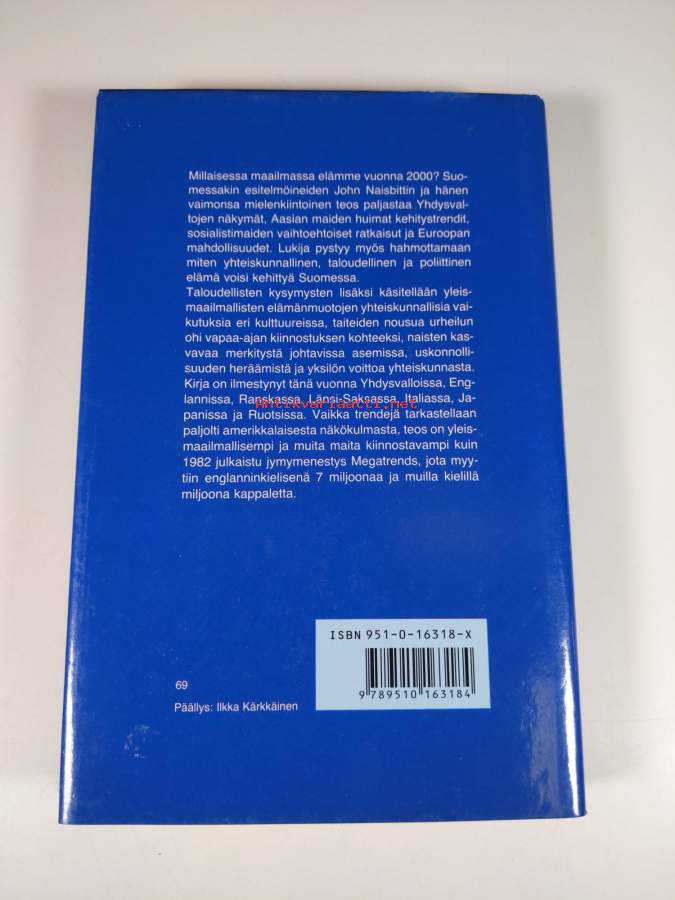 Millaisessa maailmassa elämme vuonna 2000? Suo-
messakin esitelmöineiden John Naisbittin ja hänen
vaimonsa mielenkiintoinen teos paljastaa Yhdysval-
tojen näkymät, Aasian maiden huimat kehitystrendit,
sosialistimaiden vaihtoehtoiset ratkaisut ja Euroopan
mahdollisuudet. Lukija pystyy myös hahmottamaan
miten yhteiskunnallinen, taloudellinen ja poliittinen
elämä voisi kehittyä Suomessa.
Taloudellisten kysymysten lisäksi käsitellään yleis-
maailmallisten elämänmuotojen yhteiskunnallisia vai-
kutuksia eri kulttuureissa, taiteiden nousua urheilun
ohi vapaa-ajan kiinnostuksen kohteeksi, naisten kas-
vavaa merkitystä johtavissa asemissa, uskonnolli-
suuden heräämistä ja yksilön voittoa yhteiskunnasta.
Kirja on ilmestynyt tänä vuonna Yhdysvalloissa, Eng-
lannissa, Ranskassa, Länsi-Saksassa, Italiassa, Ja-
Antikvariaatti.net
panissa ja Ruotsissa. Vaikka trendejä tarkastellaan
paljolti amerikkalaisesta näkökulmasta, teos on yleis-
maailmallisempi ja muita maita kiinnostavampi kuin
1982 julkaistu jymymenestys Megatrends, jota myy-
tiin englanninkielisenä 7 miljoonaa ja muilla kielillä
miljoona kappaletta.
ISBN 951-0-16318-X
9 789510 163184
69
Päällys: Ilkka Kärkkäinen